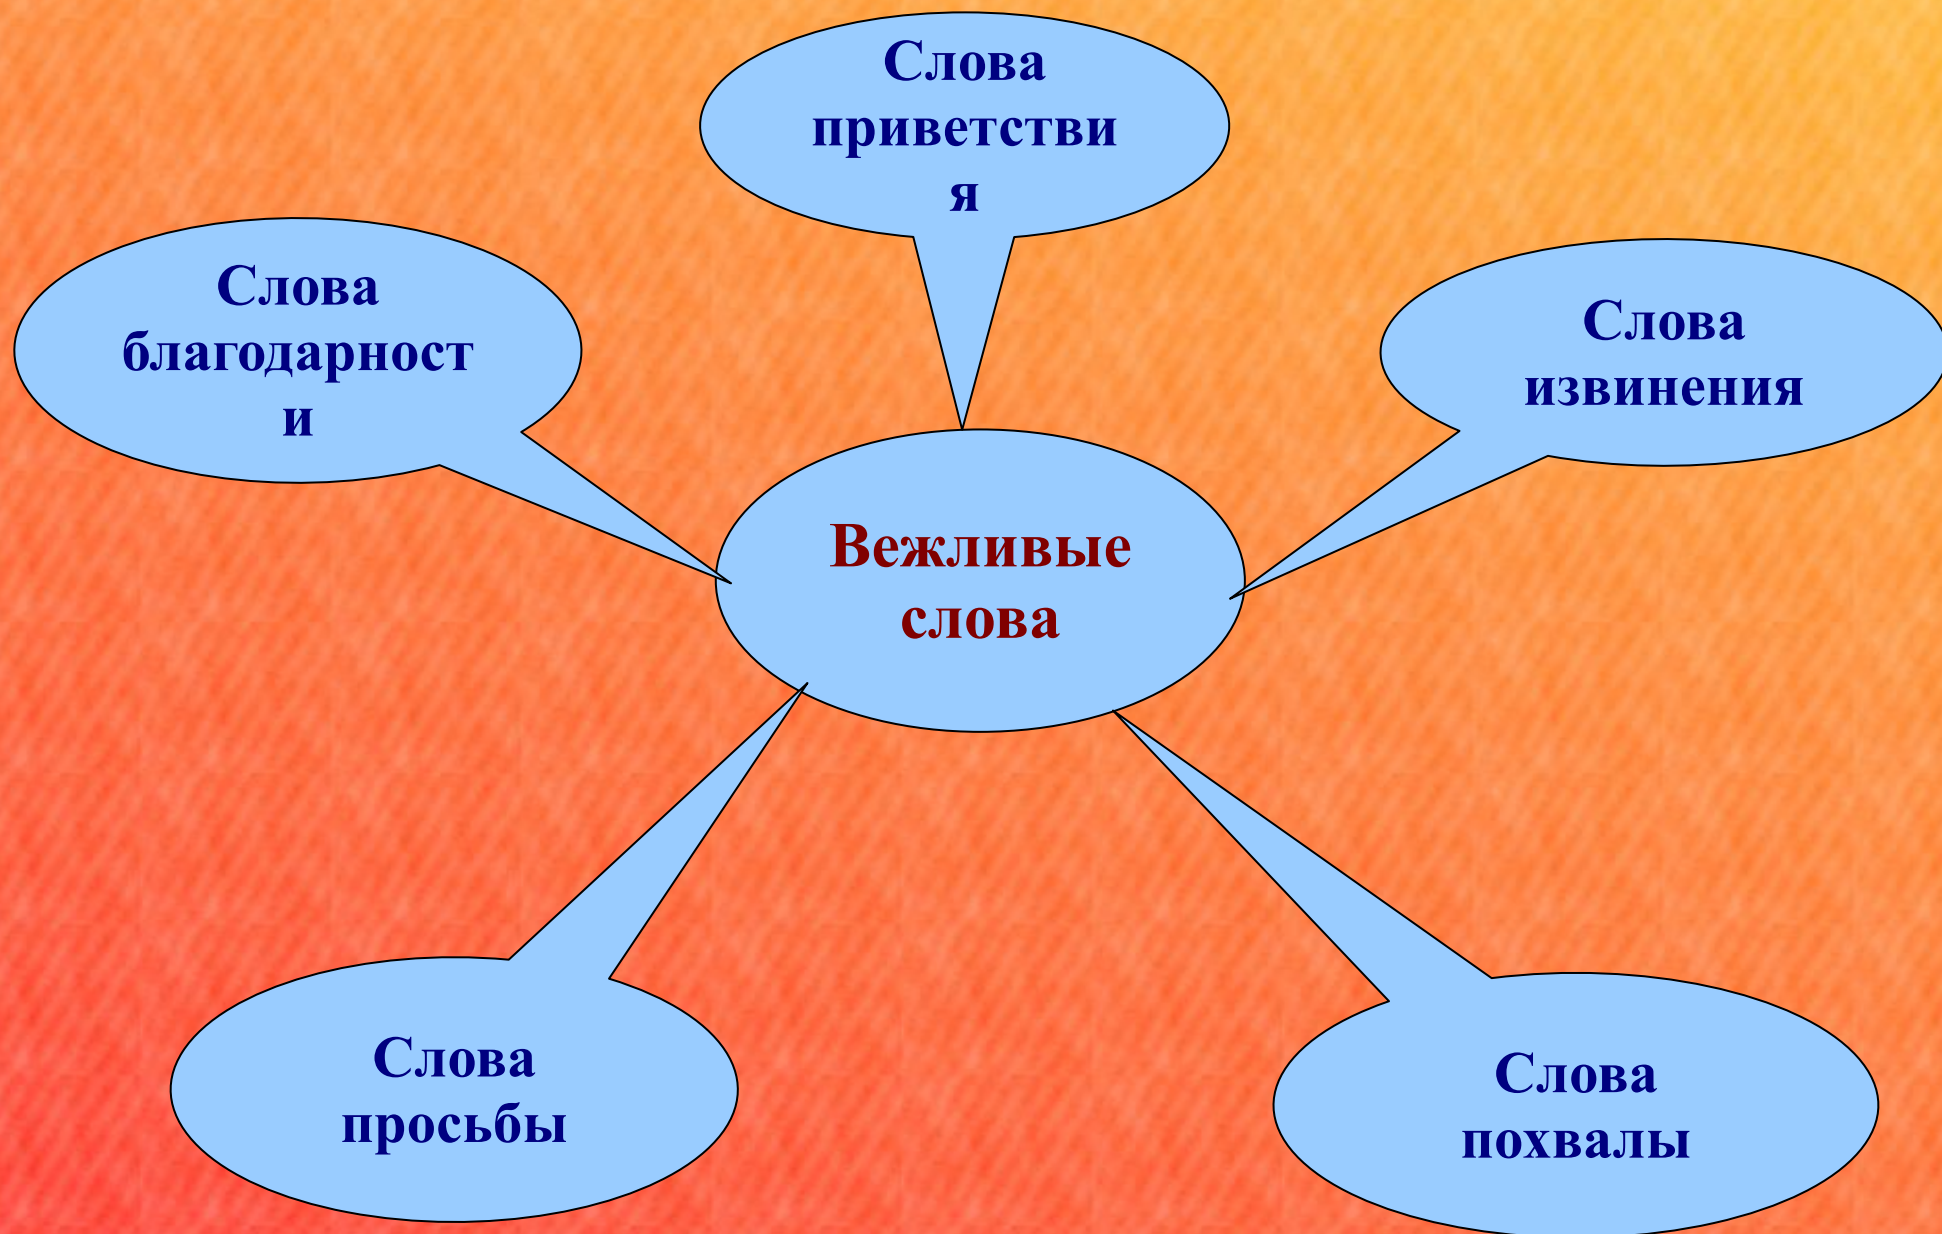 Слова
приветстви
я
Слова
благодарност
и
Слова
извинения
Вежливые
слова
Слова
просьбы
Слова
похвалы